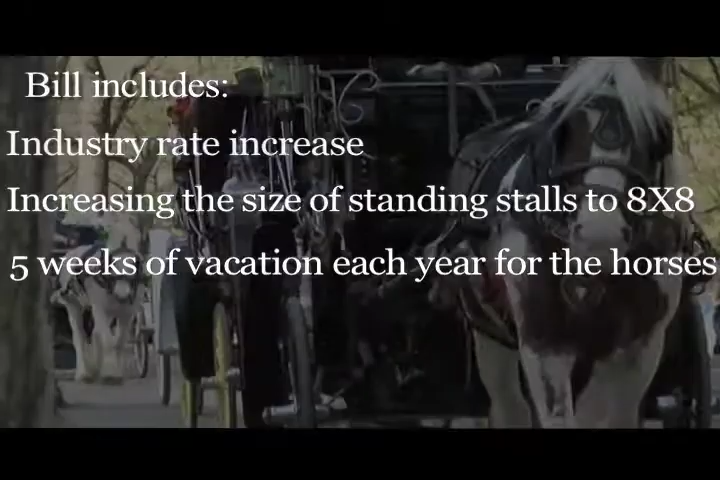 Bill includes:
Industry rate increase
Increasing the size of standing stalls to 8X8
5 weeks of vacation each year for the horses